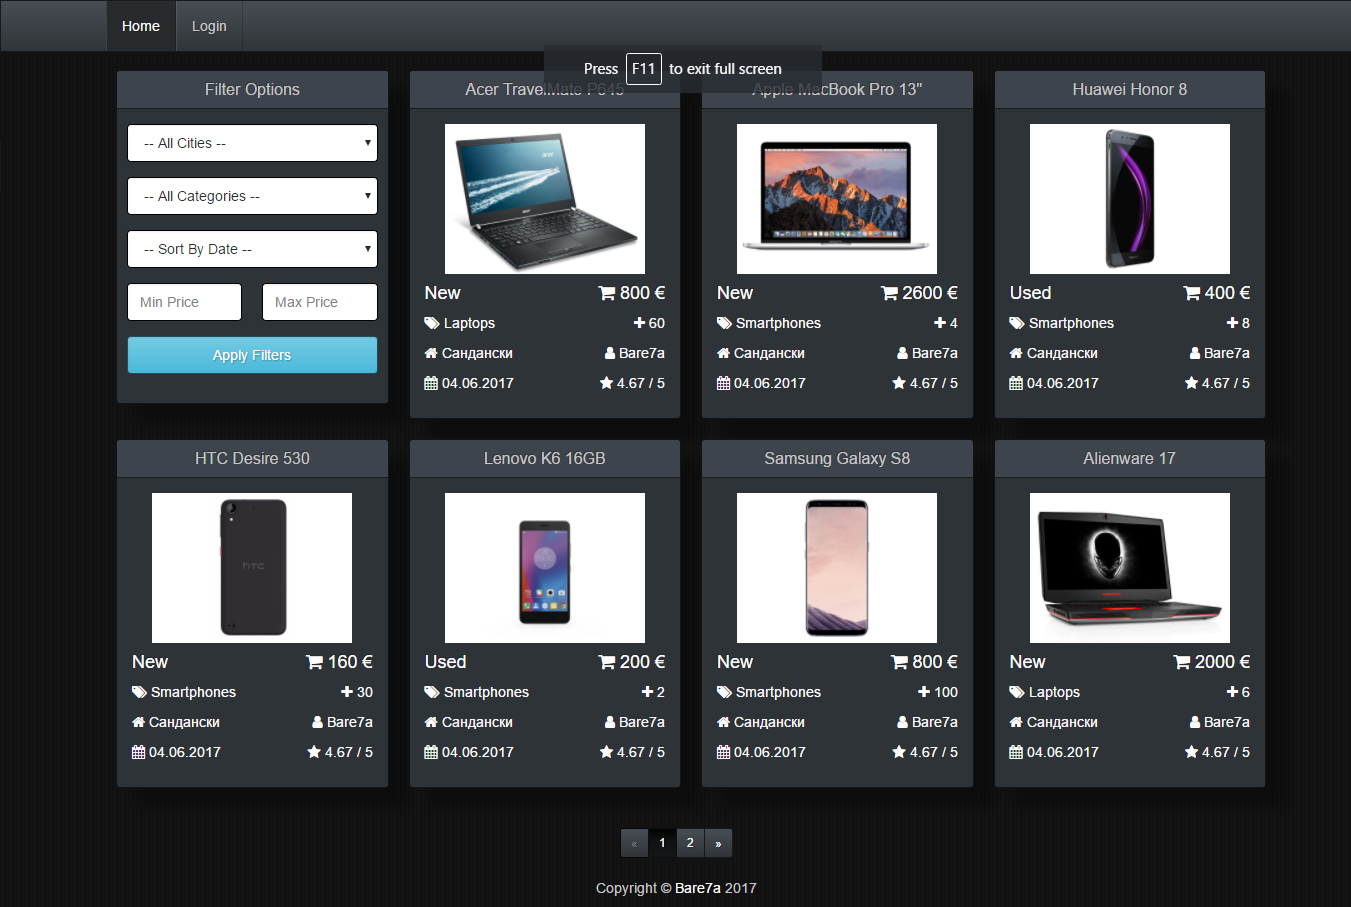 Home Login
Press F11 to exit full screen
Filter Options
-- All Cities --
-- All Categories --
-- Sort By Date --
Min Price Max Price
Apply Filters
Acer TravelMate P645
acer
New 800 €
Laptops 60
Сандански Bare7a
04.06.2017 4.67 / 5
Apple MacBook Pro 13"
New 2600 €
Smartphones 4
Сандански Bare7a
04.06.2017 4.67 / 5
Huawei Honor 8
Used 400 €
Smartphones 8
Сандански Bare7a
04.06.2017 4.67 / 5
HTC Desire 530
hTC
New 160 €
Smartphones 30
Сандански Bare7a
04.06.2017 4.67 / 5
Lenovo K6 16GB
Used 200 €
Smartphones 2
Сандански Bare7a
04.06.2017 4.67 / 5
Samsung Galaxy S8
New 800 €
Smartphones 100
Сандански Bare7a
04.06.2017 4.67 / 5
Alienware 17
New 2000 €
Laptops 6
Сандански Bare7a
04.06.2017 4.67 / 5
« 1 2 »
Copyright © Bare7a 2017